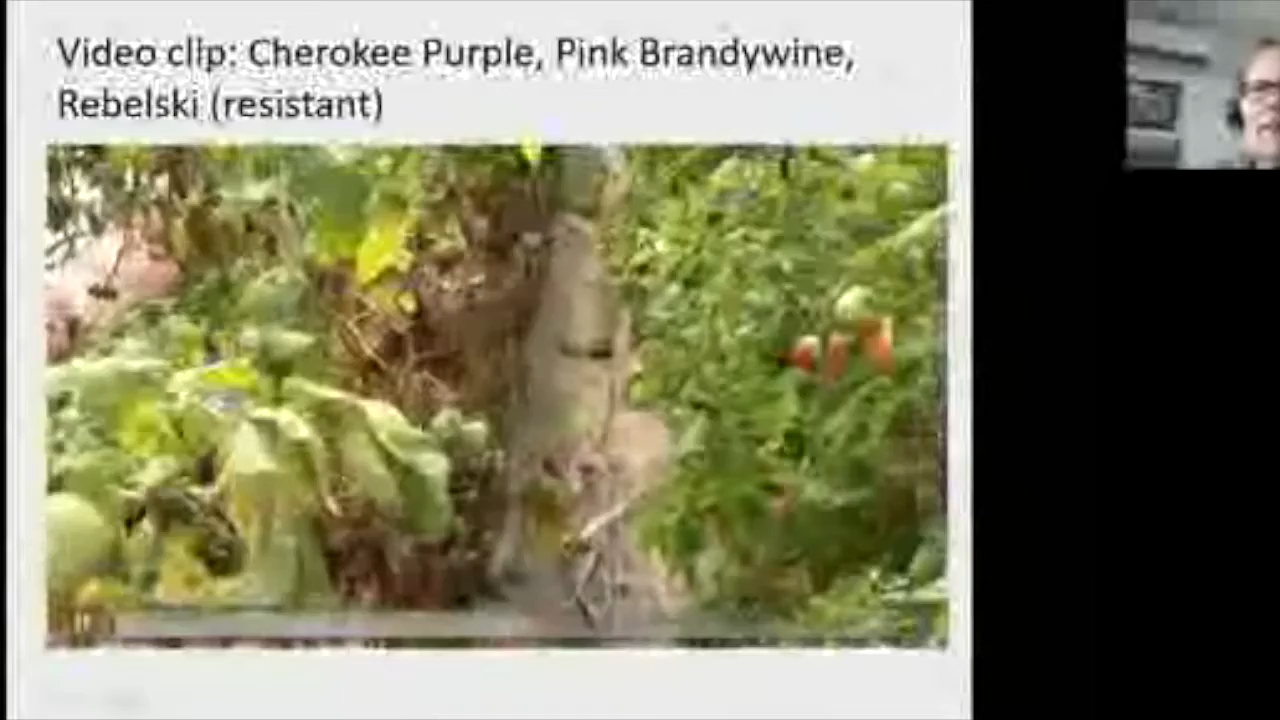 Video clip: Cherokee Purple, Pink Brandywine,
Rebelski (resistant)